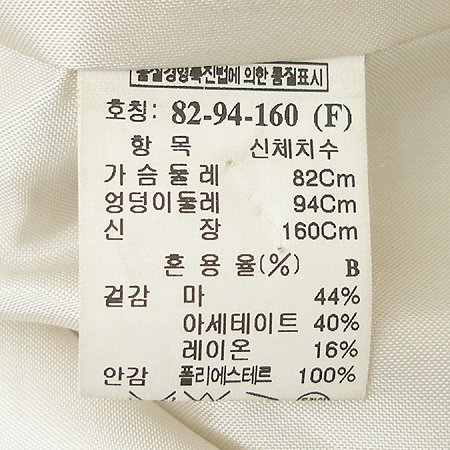 품질경영촉진법에 의한 품질표시
호칭: 82-94-160 (F)
항 목 신체치수
가슴둘레 82Cm
엉덩이둘레 94Cm
신 장 160Cm
혼용율(%) B
겉감 마 44%
아세테이트 40%
레이온 16%
안감 폴리에스테르 100%